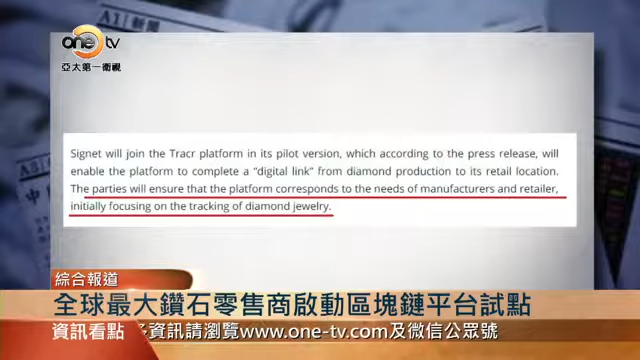 one tv
亞太第一衛視
Signet will join the Tracr platform in its pilot version, which according to the press release, will
enable the platform to complete a “digital link” from diamond production to its retail location.
The parties will ensure that the platform corresponds to the needs of manufacturers and retailer,
initially focusing on the tracking of diamond jewelry.
綜合報道
全球最大鑽石零售商啟動區塊鏈平台試點
資訊看點
資訊請瀏覽www.one-tv.com及微信公眾號